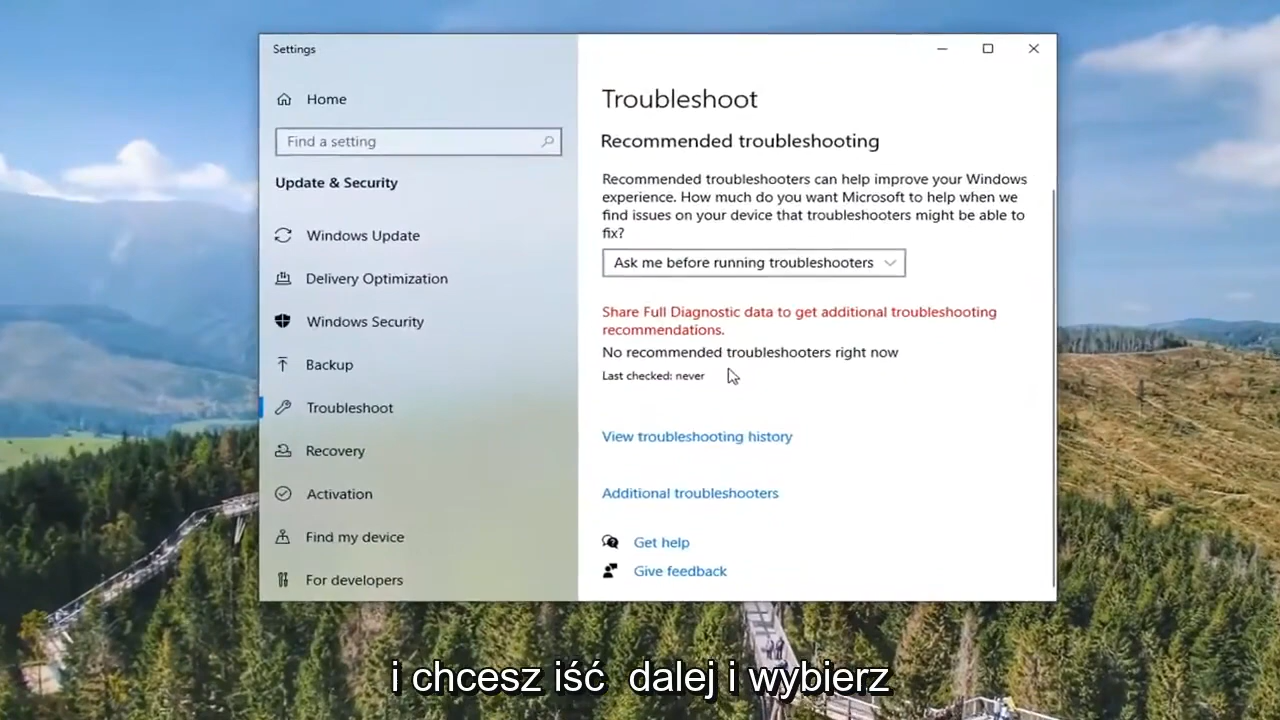 Settings
Home
Find a setting
Update & Security
Windows Update
Delivery Optimization
Windows Security
Backup
Troubleshoot
Recovery
Activation
Find my device
For developers
Troubleshoot
Recommended troubleshooting
Recommended troubleshooters can help improve your Windows
experience. How much do you want Microsoft to help when we
find issues on your device that troubleshooters might be able to
fix?
Ask me before running troubleshooters
Share Full Diagnostic data to get additional troubleshooting
recommendations.
No recommended troubleshooters right now
Last checked: never
View troubleshooting history
Additional troubleshooters
Get help
Give feedback
i chcesz iść dalej i wybierz